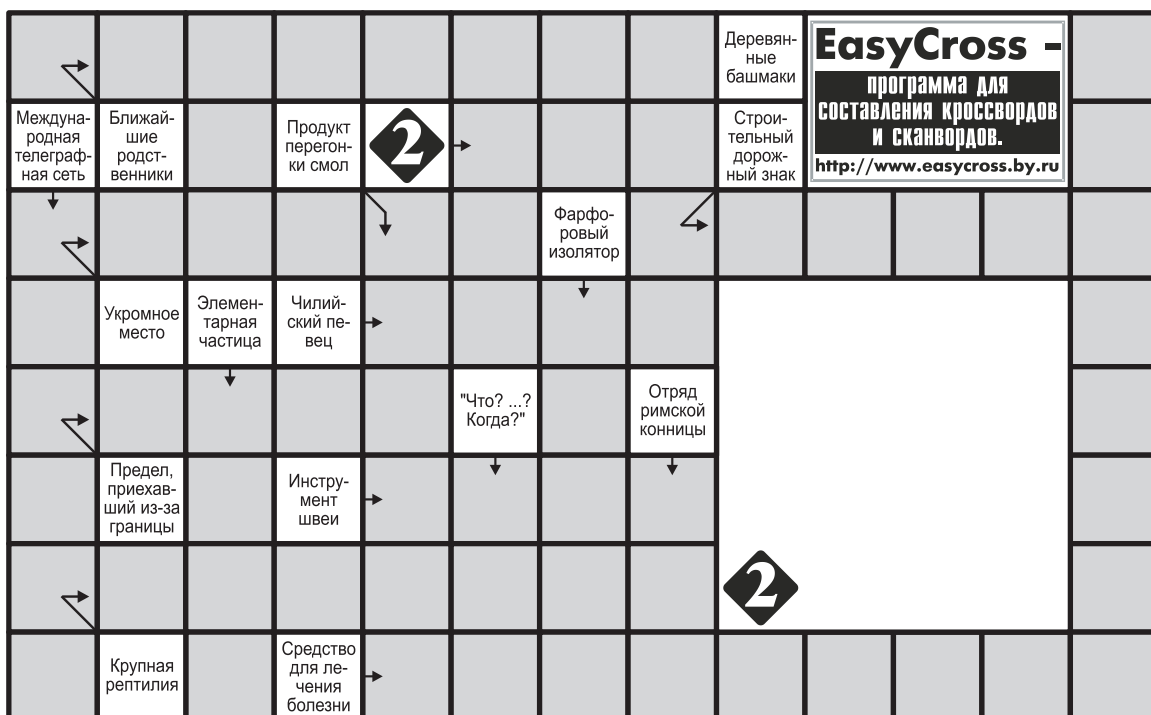 Деревян-
ные
башмаки
EasyCross -
программа для
составления кроссвордов
и сканвордов.
http://www.easycross.by.ru
Междуна-
родная
телеграф-
ная сеть
Ближай-
шие
родст-
венники
Продукт
перегон-
ки смол
2
Строи-
тельный
дорож-
ный знак
Фарфо-
ровый
изолятор
Укромное
место
Элемен-
тарная
частица
Чилий-
ский пе-
вец
"Что? ...?
Когда?"
Отряд
римской
конницы
Предел,
приехав-
ший из-за
границы
Инстру-
мент
швеи
2
Крупная
рептилия
Средство
для ле-
чения
болезни